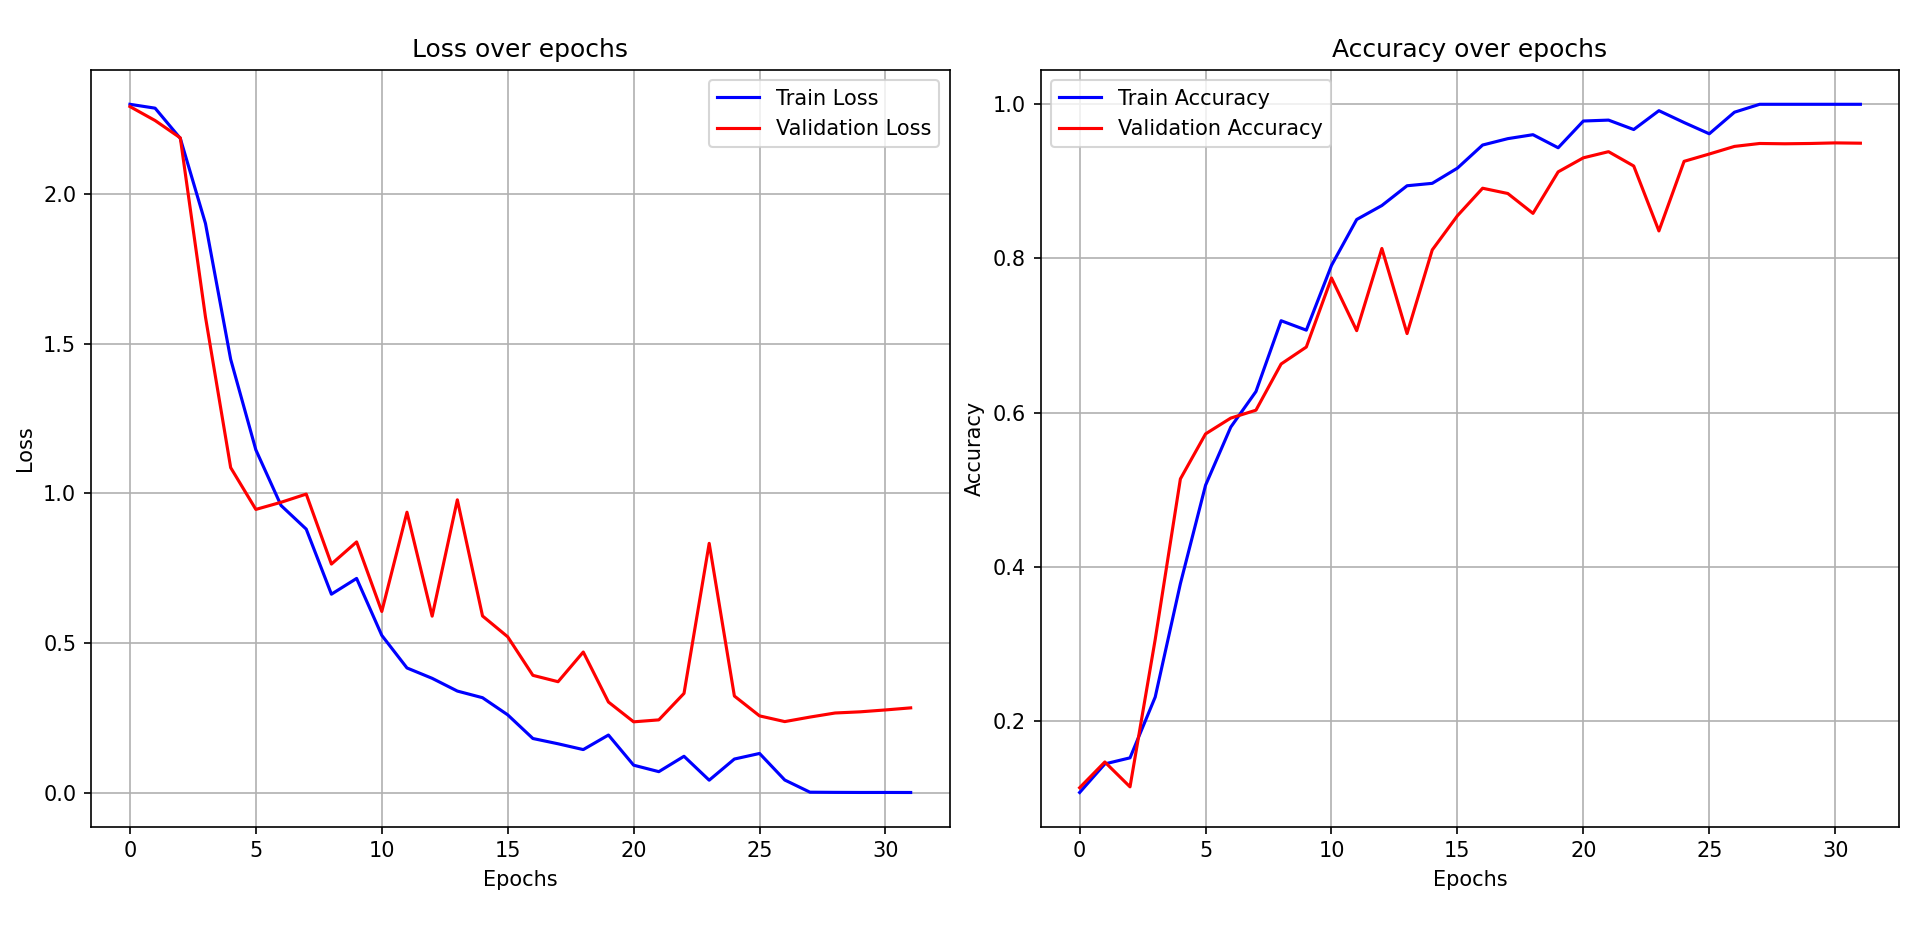 Loss over epochs
Train Loss
Validation Loss
2.0
1.5
1.0
0.5
0.0
Loss
0 5 10 15 20 25 30
Epochs
Accuracy over epochs
Train Accuracy
Validation Accuracy
1.0
0.8
0.6
0.4
0.2
Accuracy
0 5 10 15 20 25 30
Epochs